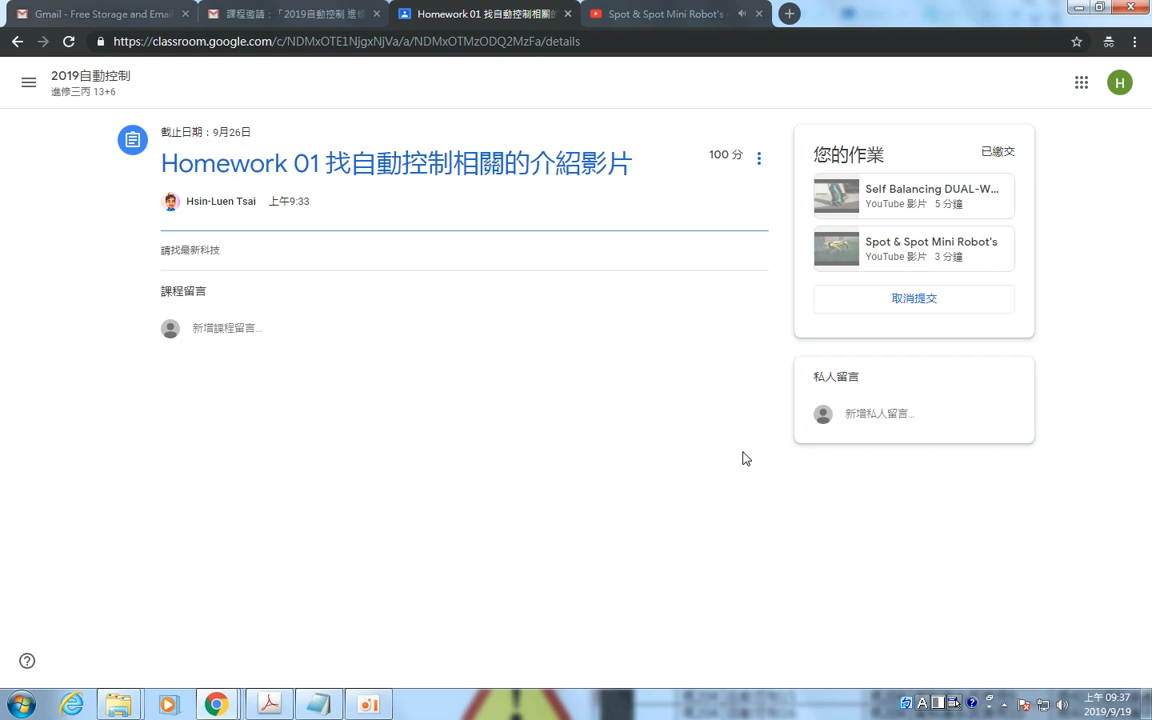 Gmail - Free Storage and Email
課程邀請：「2019自動控制 進修
Homework 01 找自動控制相關的
Spot & Spot Mini Robot's
https://classroom.google.com/c/NDMxOTE1NjgxNjVa/a/NDMxOTMzODQ2MzFa/details
2019自動控制
進修三丙 13+6
H
截止日期：9月26日
Homework 01 找自動控制相關的介紹影片
100 分
Hsin-Luen Tsai 上午9:33
請找最新科技
課程留言
新增課程留言...
您的作業
已繳交
Self Balancing DUAL-W...
YouTube 影片 5 分鐘
Spot & Spot Mini Robot's
YouTube 影片 3 分鐘
取消提交
私人留言
新增私人留言...
上午 09:37
2019/9/19